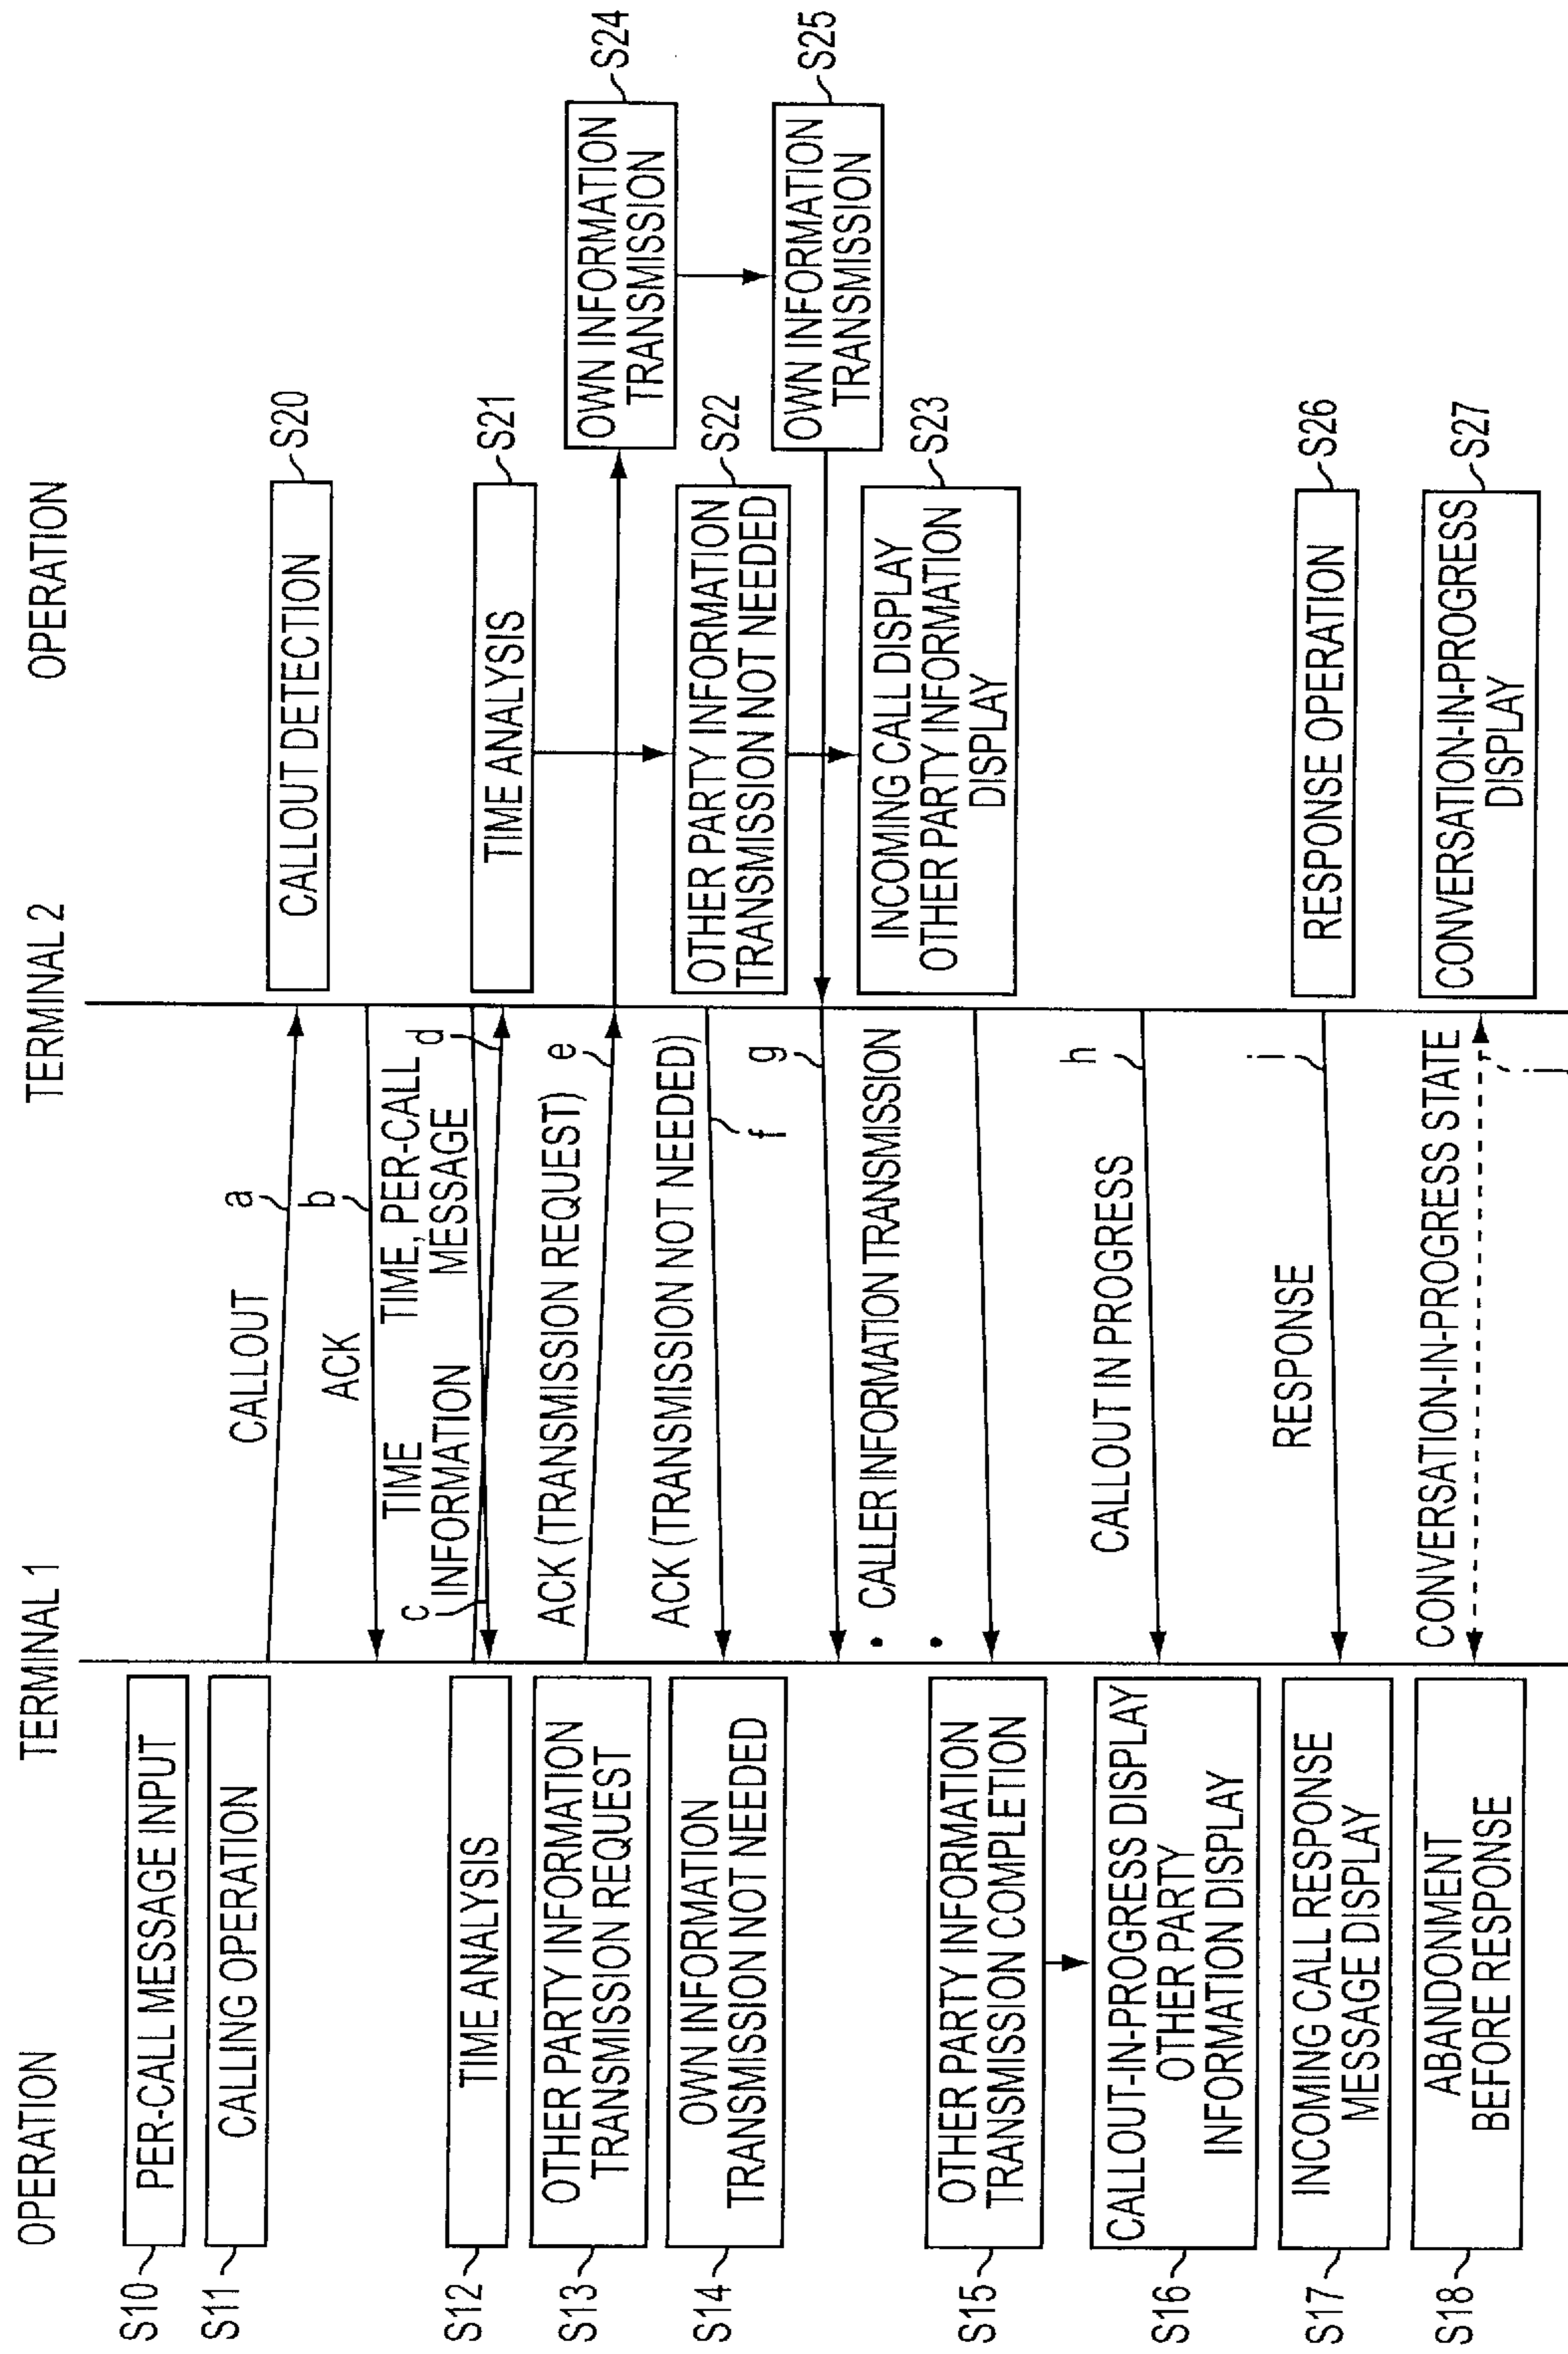 OPERATION
TERMINAL 1
TERMINAL 2
OPERATION
S10
PER-CALL MESSAGE INPUT
S11
CALLING OPERATION
CALLOUT
a
CALLOUT DETECTION
S20
ACK
b
TIME
INFORMATION
c
TIME, PER-CALL
MESSAGE
d
S12
TIME ANALYSIS
TIME ANALYSIS
S21
S13
OTHER PARTY INFORMATION
TRANSMISSION REQUEST
ACK (TRANSMISSION REQUEST)
e
OWN INFORMATION
TRANSMISSION
S24
S14
OWN INFORMATION
TRANSMISSION NOT NEEDED
ACK (TRANSMISSION NOT NEEDED)
f
OTHER PARTY INFORMATION
TRANSMISSION NOT NEEDED
S22
OWN INFORMATION
TRANSMISSION
S25
g
CALLER INFORMATION TRANSMISSION
INCOMING CALL DISPLAY
OTHER PARTY INFORMATION
DISPLAY
S23
S15
OTHER PARTY INFORMATION
TRANSMISSION COMPLETION
S16
CALLOUT-IN-PROGRESS DISPLAY
OTHER PARTY
INFORMATION DISPLAY
CALLOUT IN PROGRESS
h
S17
INCOMING CALL RESPONSE
MESSAGE DISPLAY
RESPONSE
i
RESPONSE OPERATION
S26
S18
ABANDONMENT
BEFORE RESPONSE
CONVERSATION-IN-PROGRESS STATE
j
CONVERSATION-IN-PROGRESS
DISPLAY
S27